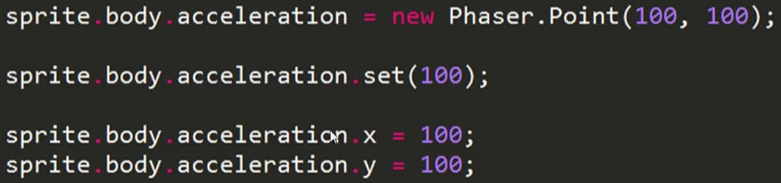 sprite.body.acceleration = new Phaser.Point(100, 100);
sprite.body.acceleration.set(100);
sprite.body.acceleration.x = 100;
sprite.body.acceleration.y = 100;